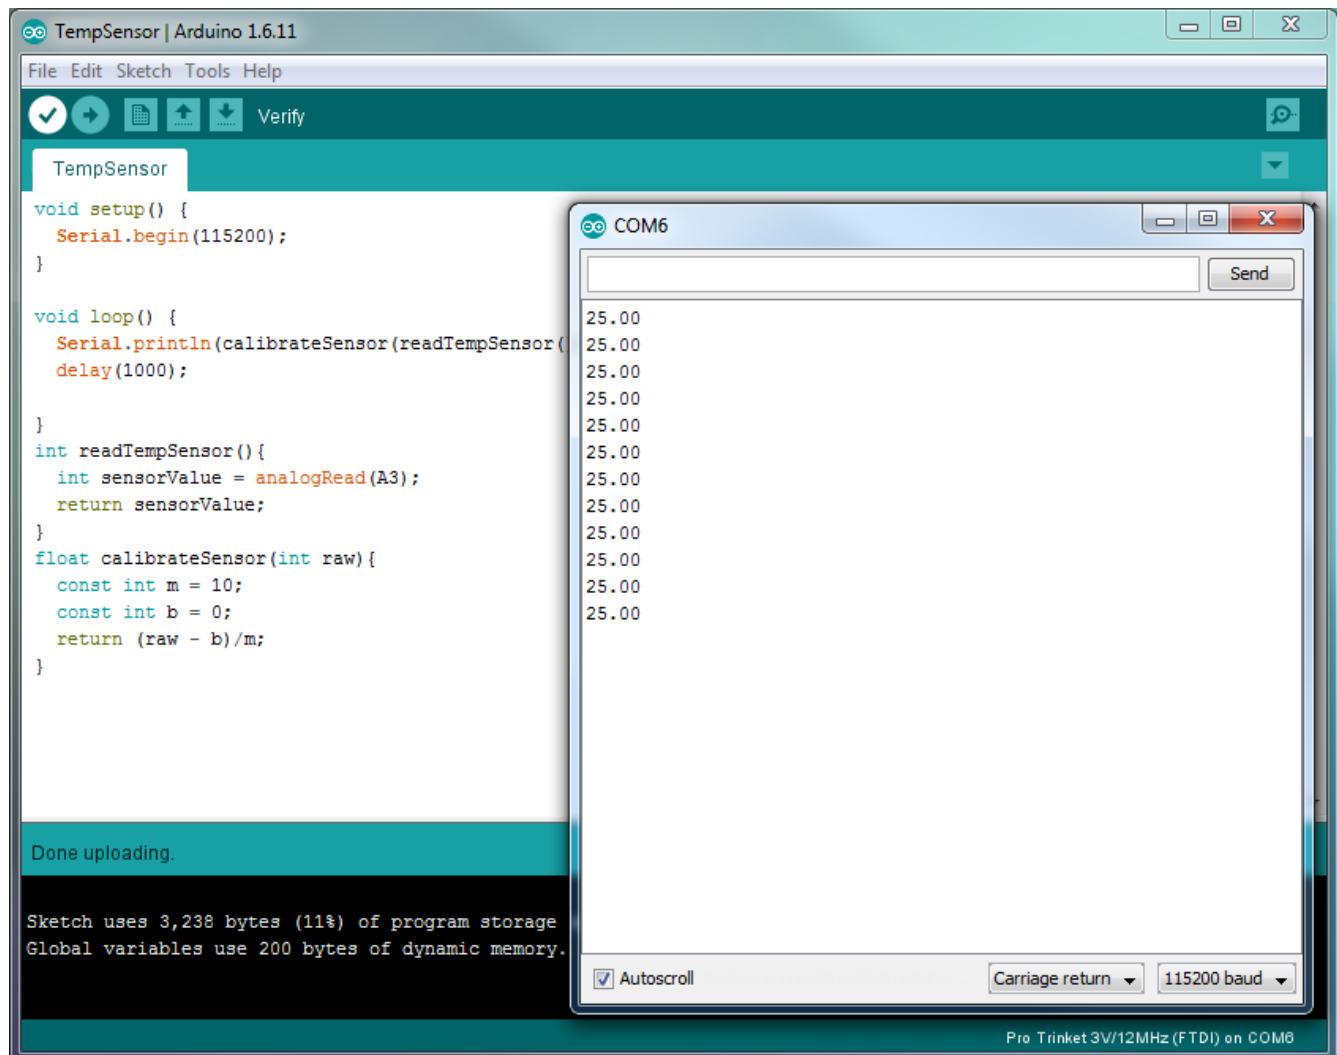 TempSensor | Arduino 1.6.11
File Edit Sketch Tools Help
Verify
TempSensor
void setup() {
  Serial.begin(115200);
}
void loop() {
  Serial.println(calibrateSensor(readTempSensor(
  delay(1000);
}
int readTempSensor(){
  int sensorValue = analogRead(A3);
  return sensorValue;
}
float calibrateSensor(int raw){
  const int m = 10;
  const int b = 0;
  return (raw - b)/m;
}
Done uploading.
Sketch uses 3,238 bytes (11%) of program storage
Global variables use 200 bytes of dynamic memory.
COM6
Send
25.00
25.00
25.00
25.00
25.00
25.00
25.00
25.00
25.00
25.00
25.00
25.00
Autoscroll
Carriage return
115200 baud
Pro Trinket 3V/12MHz (FTDI) on COM6